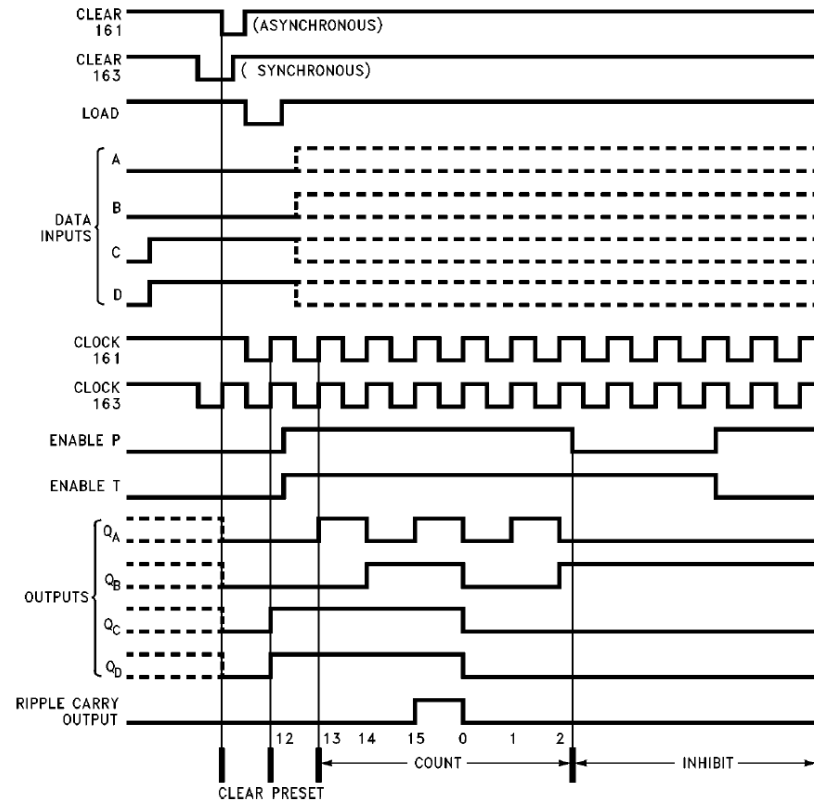 CLEAR
161
(ASYNCHRONOUS)
CLEAR
163
( SYNCHRONOUS)
LOAD
DATA
INPUTS
A
B
C
D
CLOCK
161
CLOCK
163
ENABLE P
ENABLE T
OUTPUTS
QA
QB
QC
QD
RIPPLE CARRY
OUTPUT
12 13 14 15 0 1 2
COUNT
INHIBIT
CLEAR PRESET